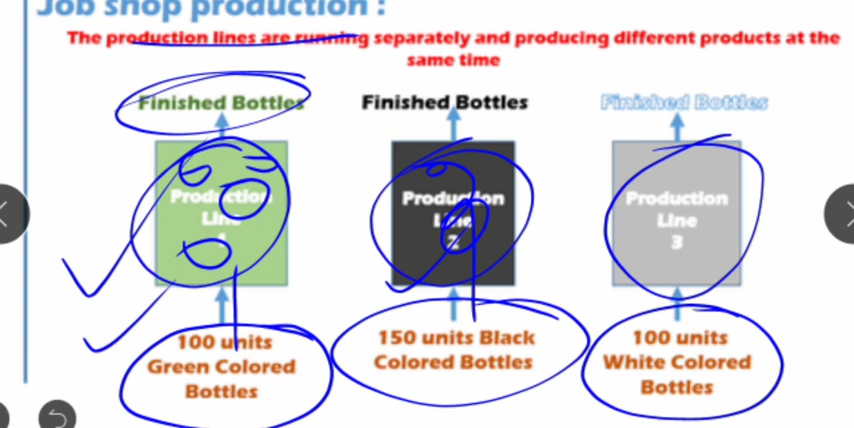 Job shop production :
The production lines are running separately and producing different products at the
same time
Finished Bottles
Finished Bottles
Finished Bottles
Production
Line
1
Production
Line
2
Production
Line
3
100 units
Green Colored
Bottles
150 units Black
Colored Bottles
100 units
White Colored
Bottles